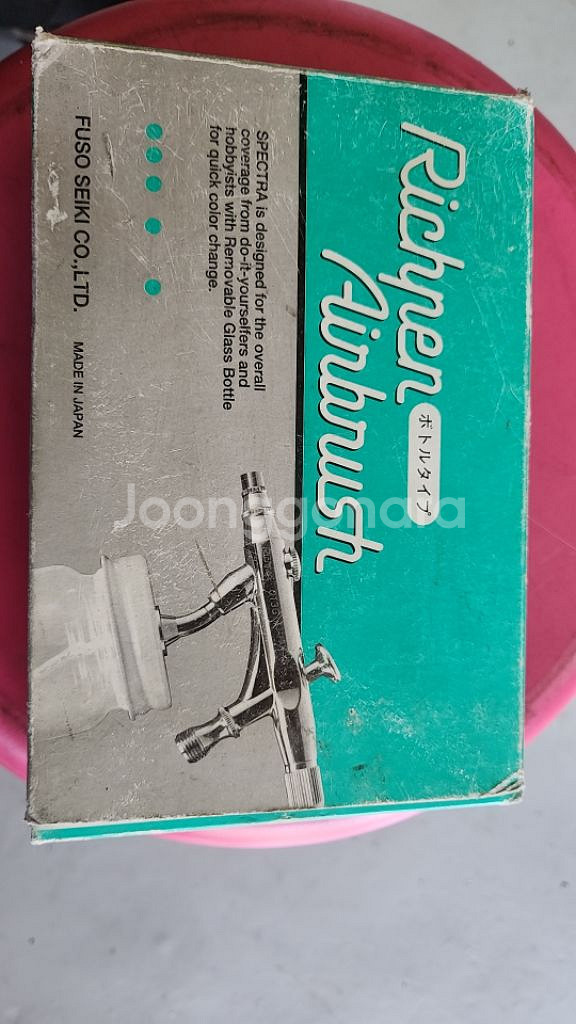 Richpen
Airbrush
ボトルタイプ
SPECTRA is designed for the overall
coverage from do-it-yourselfers and
hobbyists with Removable Glass Bottle
for quick color change.
FUSO SEIKI CO.,LTD. MADE IN JAPAN
Joonggonara